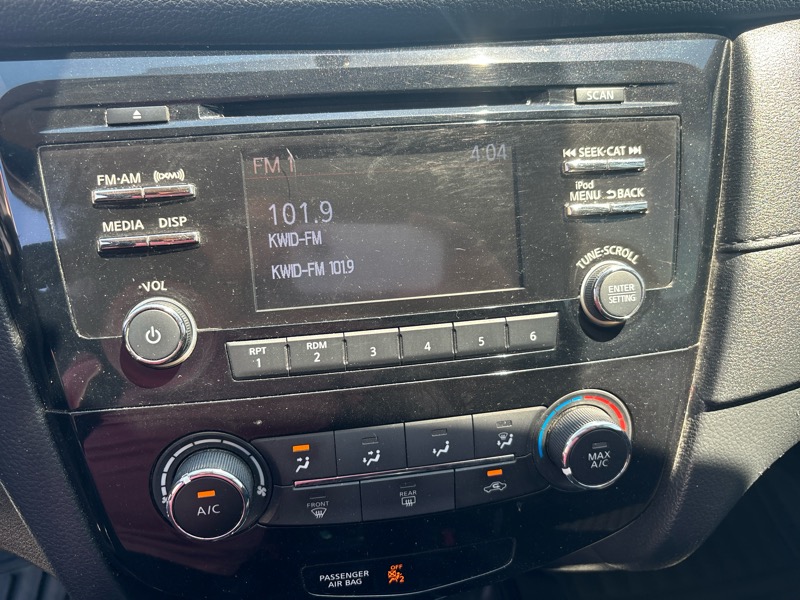 SCAN
FM·AM
MEDIA DISP
·VOL
FM 1 4:04
101.9
KWID-FM
KWID-FM 101.9
SEEK·CAT
iPod
MENU BACK
TUNE·SCROLL
ENTER
SETTING
RPT
1
RDM
2
3
4
5
6
A/C
FRONT
REAR
MAX
A/C
PASSENGER
AIR BAG
OFF
2